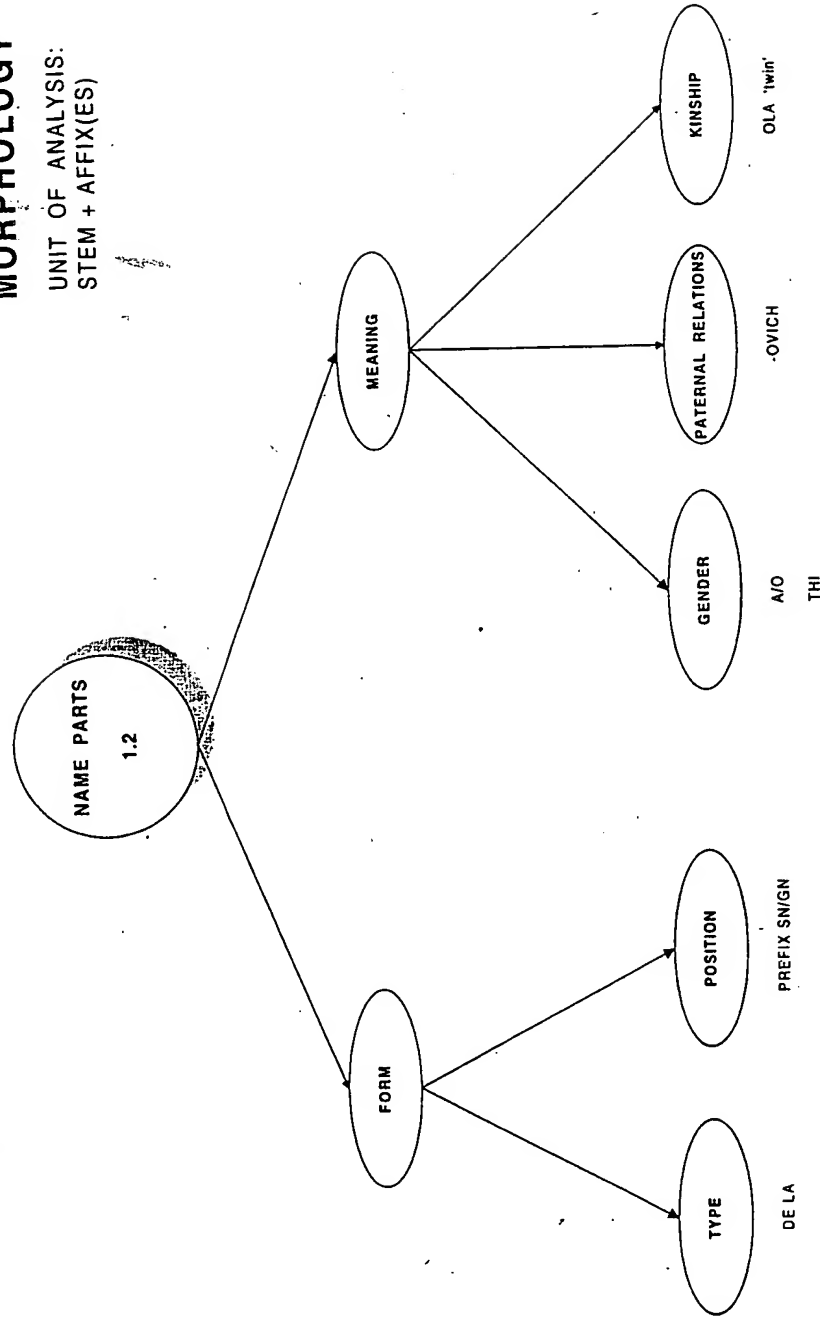 MORPHOLOGY
UNIT OF ANALYSIS:
STEM + AFFIX(ES)
NAME PARTS
1.2
FORM
MEANING
TYPE
POSITION
GENDER
PATERNAL RELATIONS
KINSHIP
DE LA
PREFIX SN/GN
A/O
THI
-OVICH
OLA 'twin'